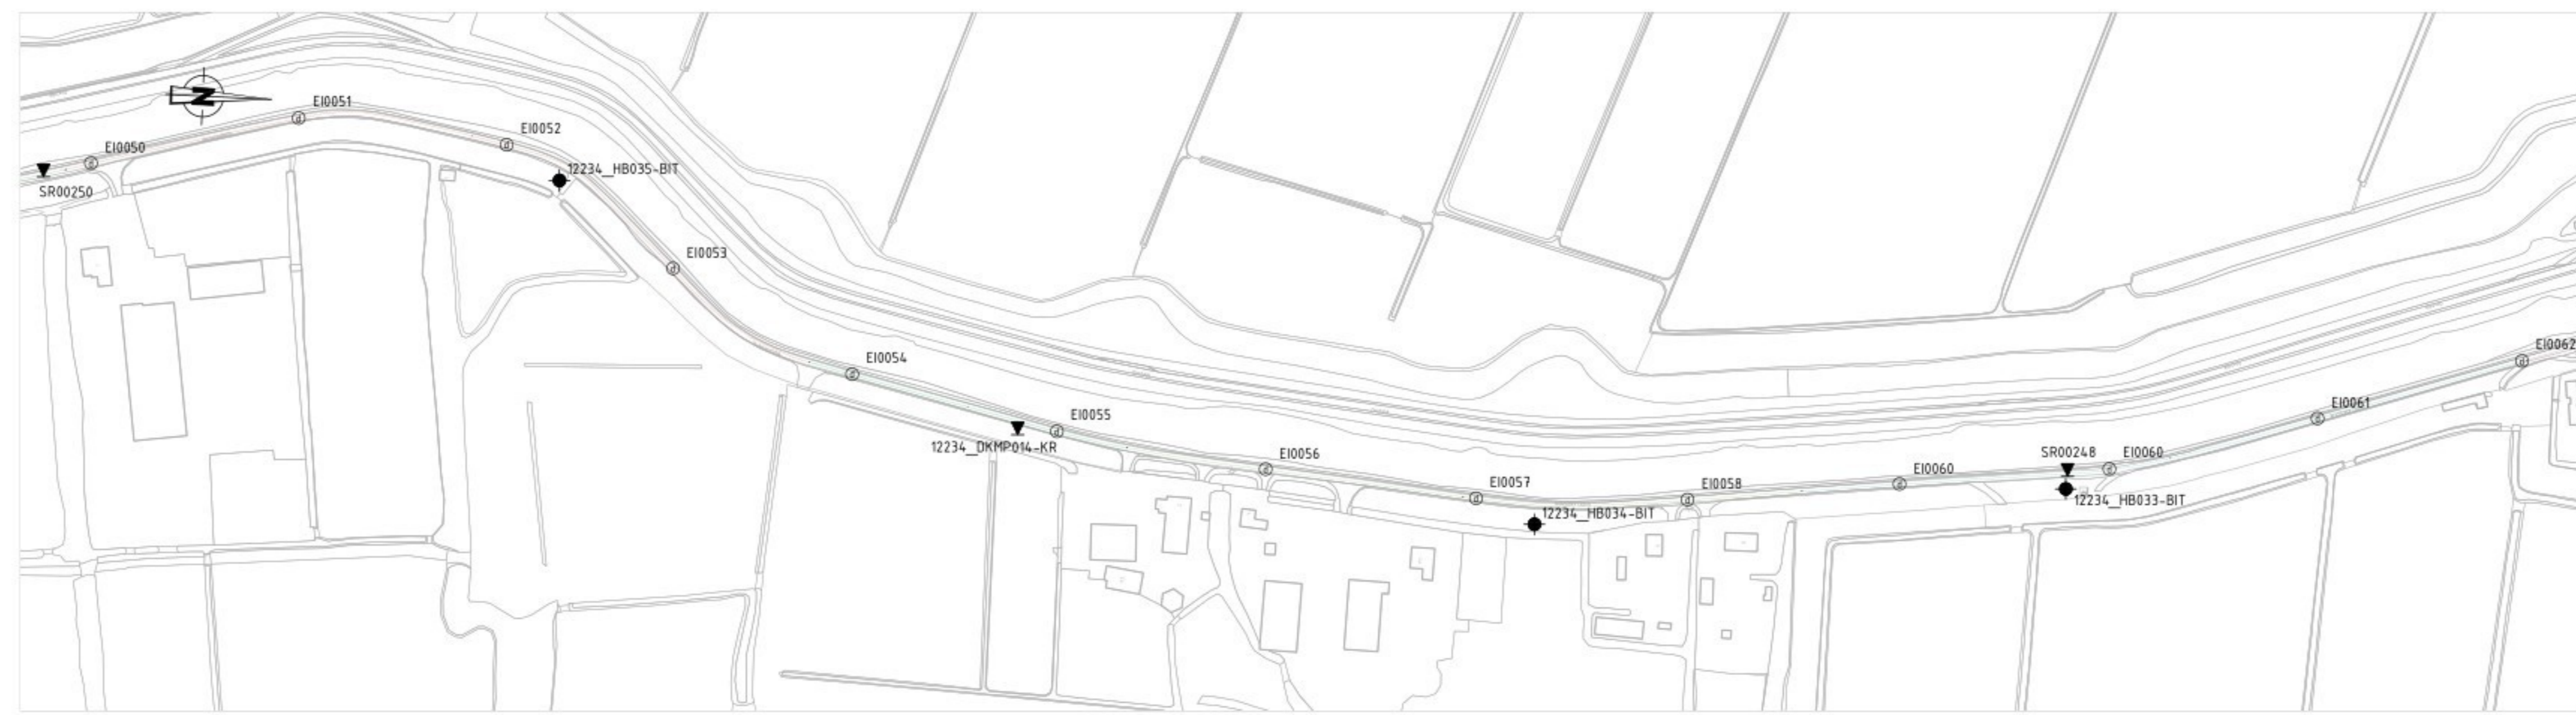 N
EI0051
EI0052
EI0050
12234_HB035-BIT
SR00250
EI0053
EI0054
EI0055
12234_DKMP014-KR
EI0056
EI0057
EI0058
12234_HB034-BIT
EI0060
SR00248
EI0060
12234_HB033-BIT
EI0061
EI0062